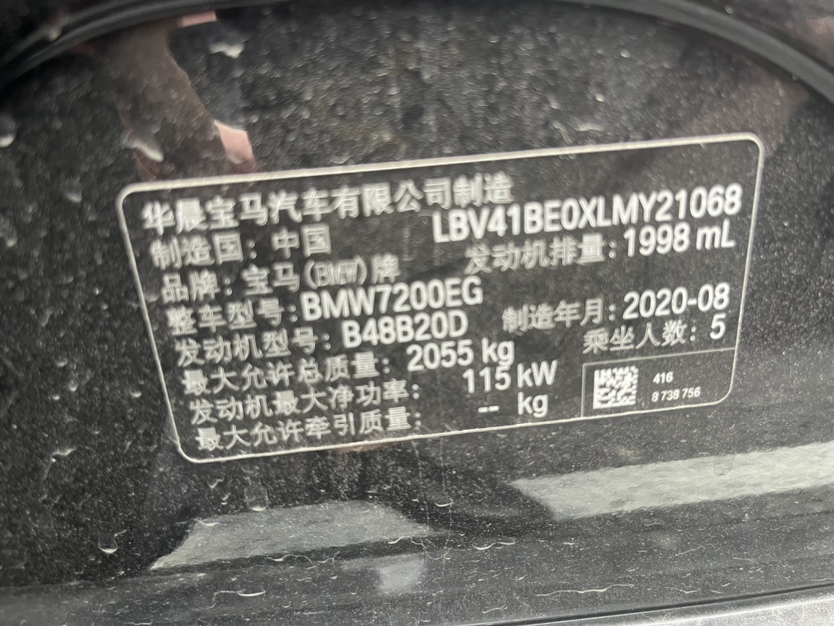 华晨宝马汽车有限公司制造
制造国：中国 LBV41BE0XLMY21068
品牌：宝马(BMW)牌 发动机排量：1998 mL
整车型号：BMW7200EG
发动机型号：B48B20D 制造年月：2020-08
最大允许总质量：2055 kg 乘坐人数：5
发动机最大净功率：115 kW
最大允许牵引质量：-- kg
416
8 738 756